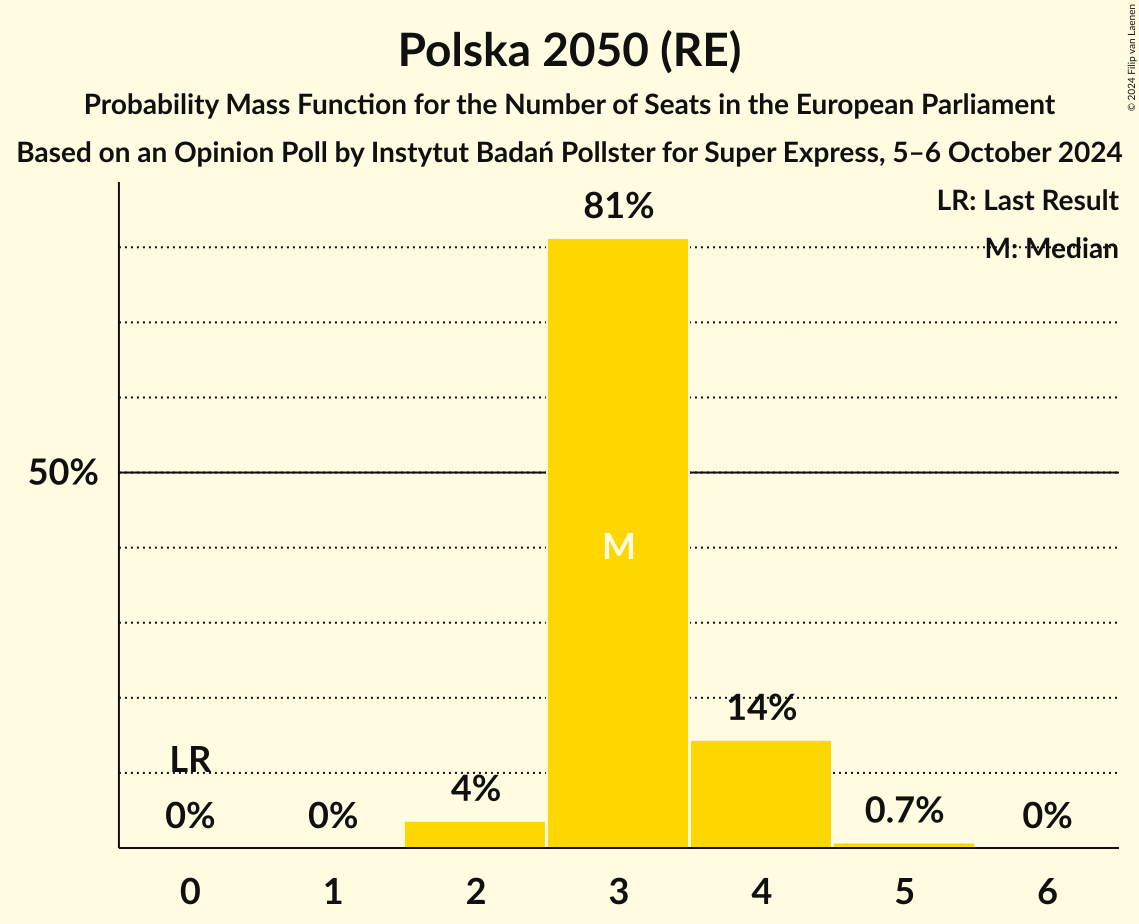 Polska 2050 (RE)
Probability Mass Function for the Number of Seats in the European Parliament
Based on an Opinion Poll by Instytut Badań Pollster for Super Express, 5–6 October 2024
© 2024 Filip van Laenen
LR: Last Result
M: Median
81%
50%
M
14%
LR
4%
0%
0%
0.7%
0%
0 1 2 3 4 5 6